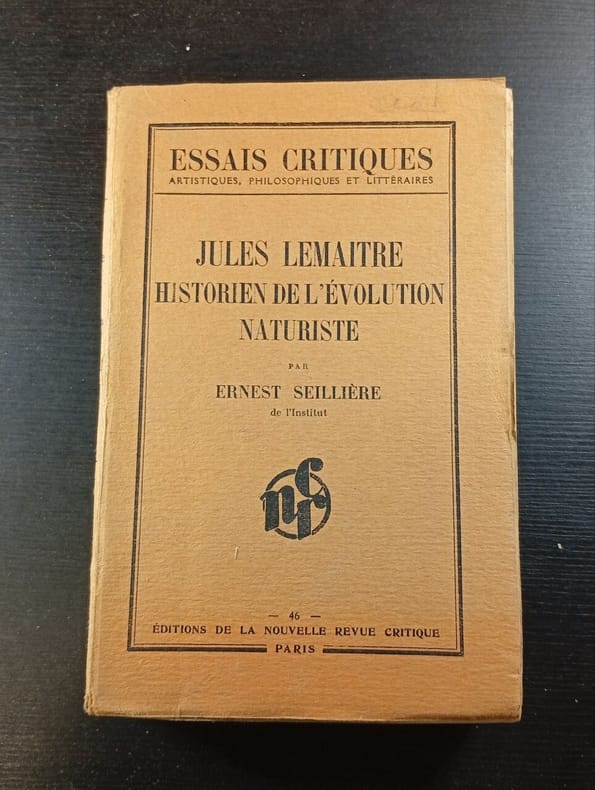 ESSAIS CRITIQUES
ARTISTIQUES, PHILOSOPHIQUES ET LITTÉRAIRES
JULES LEMAITRE
HISTORIEN DE L'ÉVOLUTION
NATURISTE
PAR
ERNEST SEILLIÈRE
de l'Institut
nrc
— 46 —
ÉDITIONS DE LA NOUVELLE REVUE CRITIQUE
PARIS